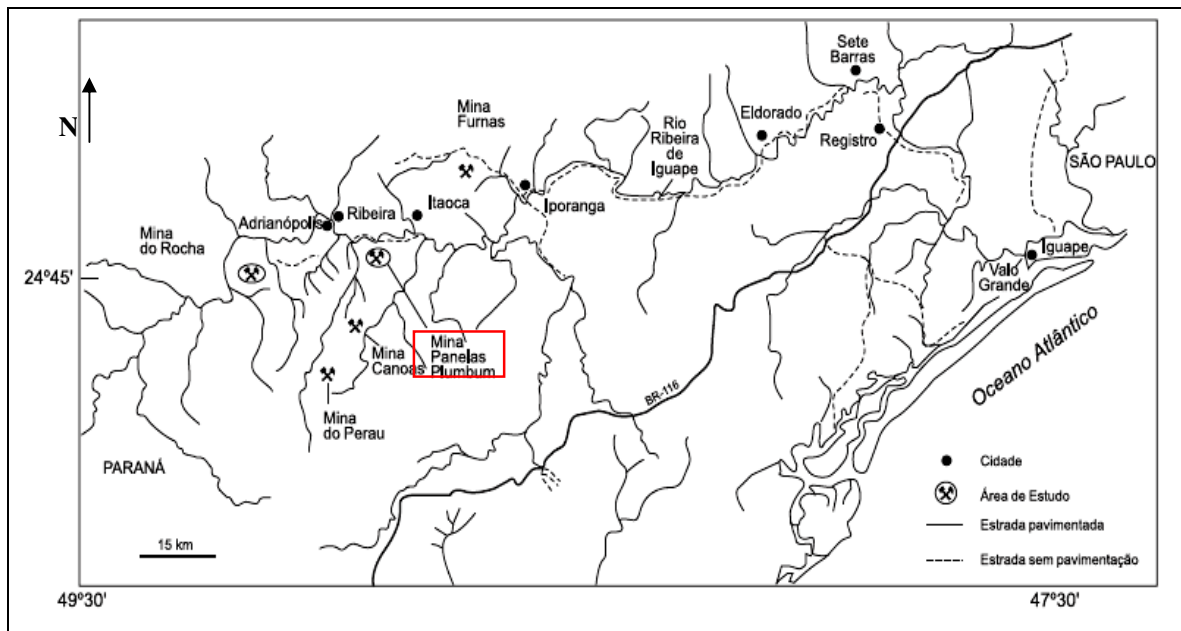 N
Sete
Barras
Mina
Furnas
Eldorado
Rio
Ribeira
de
Iguape
Registro
SÃO PAULO
Itaoca
Iporanga
Ribeira
Adrianópolis
Mina
do Rocha
Iguape
Valo
Grande
24º45'
Mina
Panelas
Plumbum
Mina
Canoas
Mina
do Perau
BR-116
Oceano Atlântico
PARANÁ
Cidade
Área de Estudo
Estrada pavimentada
Estrada sem pavimentação
15 km
49º30'
47º30'